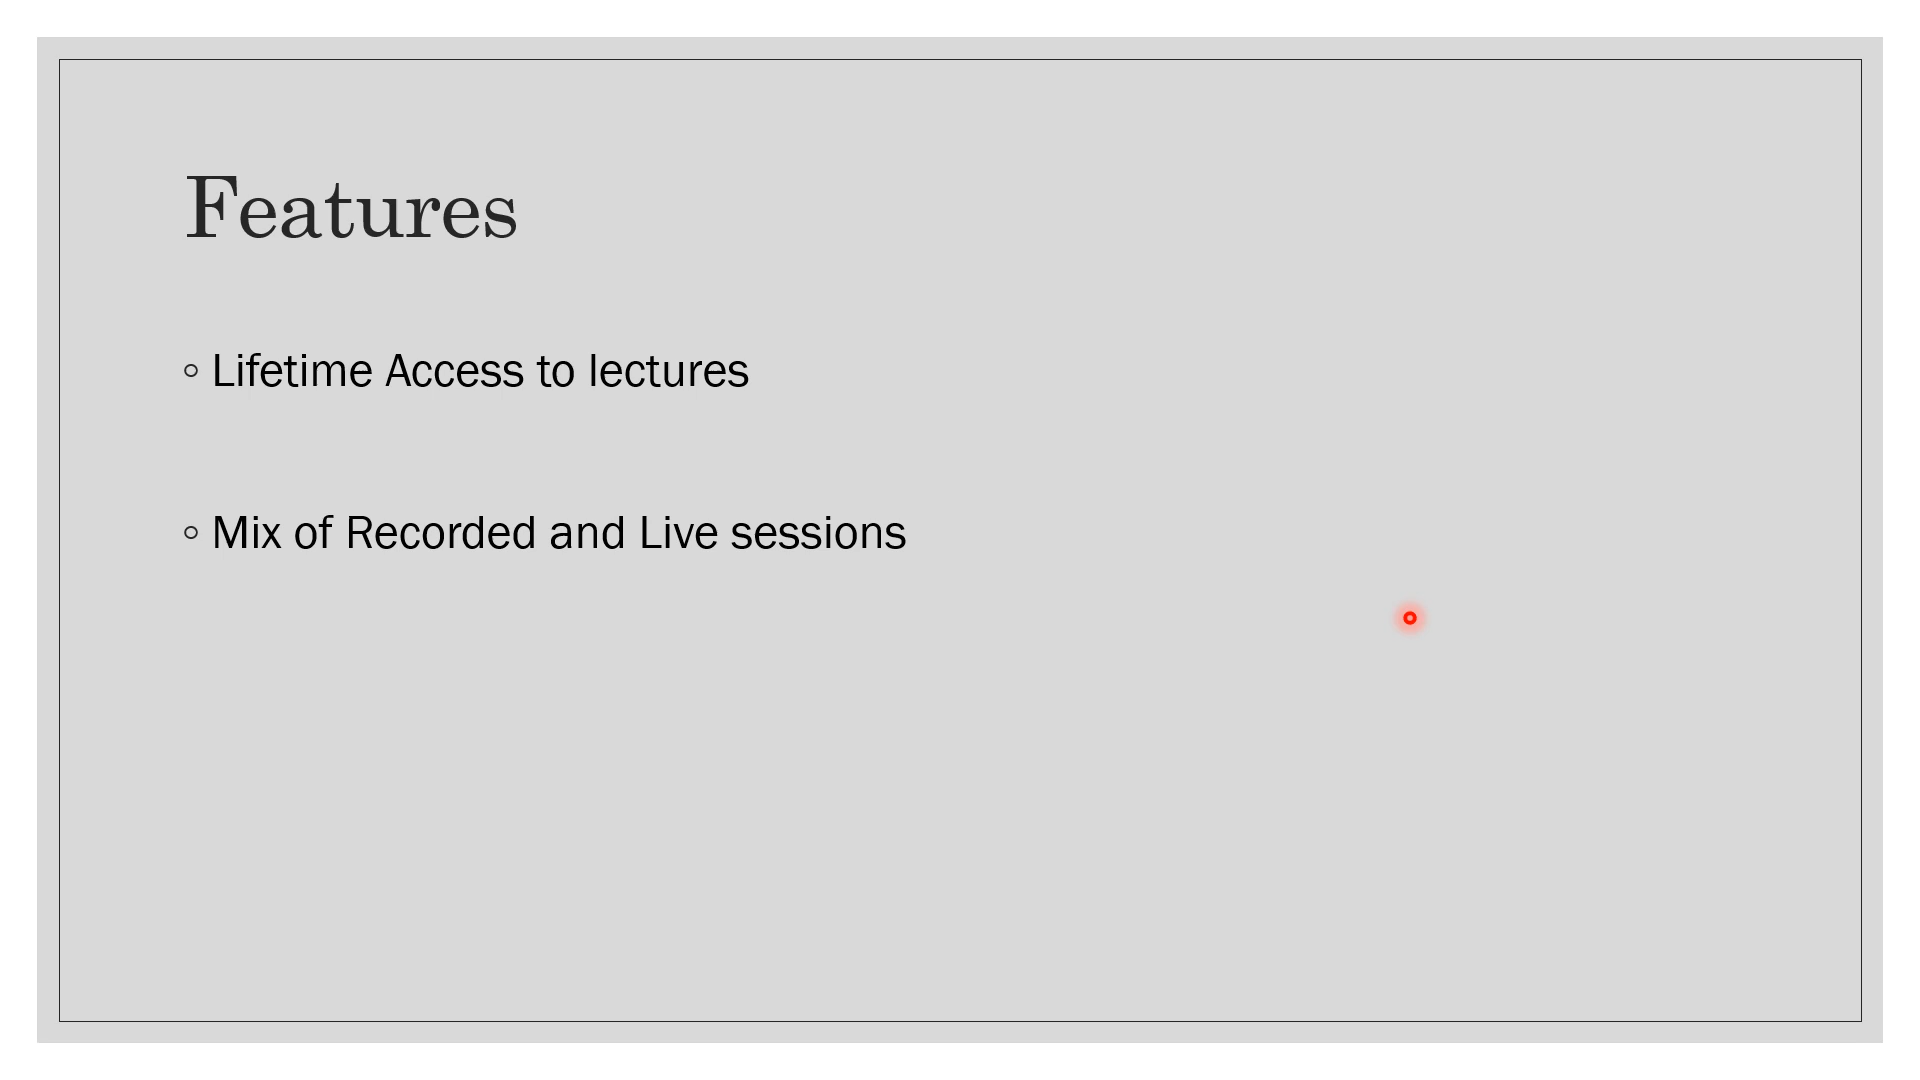 Features
◦ Lifetime Access to lectures
◦ Mix of Recorded and Live sessions